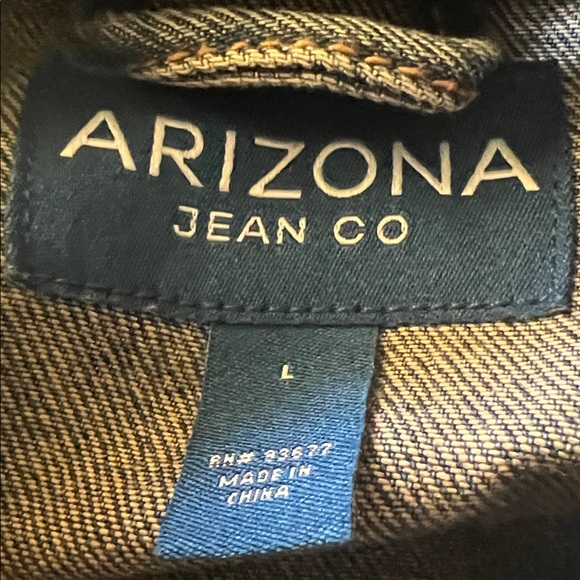 ARIZONA
JEAN CO
L
RN# 93677
MADE IN
CHINA